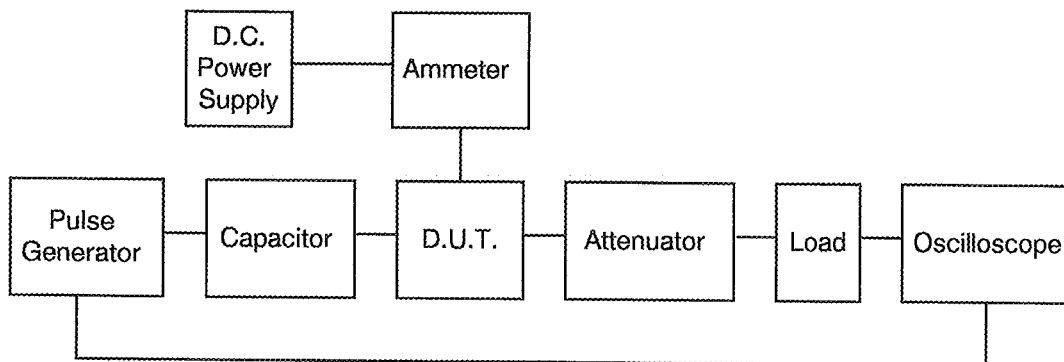 D.C.
Power
Supply
Ammeter
Pulse
Generator
Capacitor
D.U.T.
Attenuator
Load
Oscilloscope